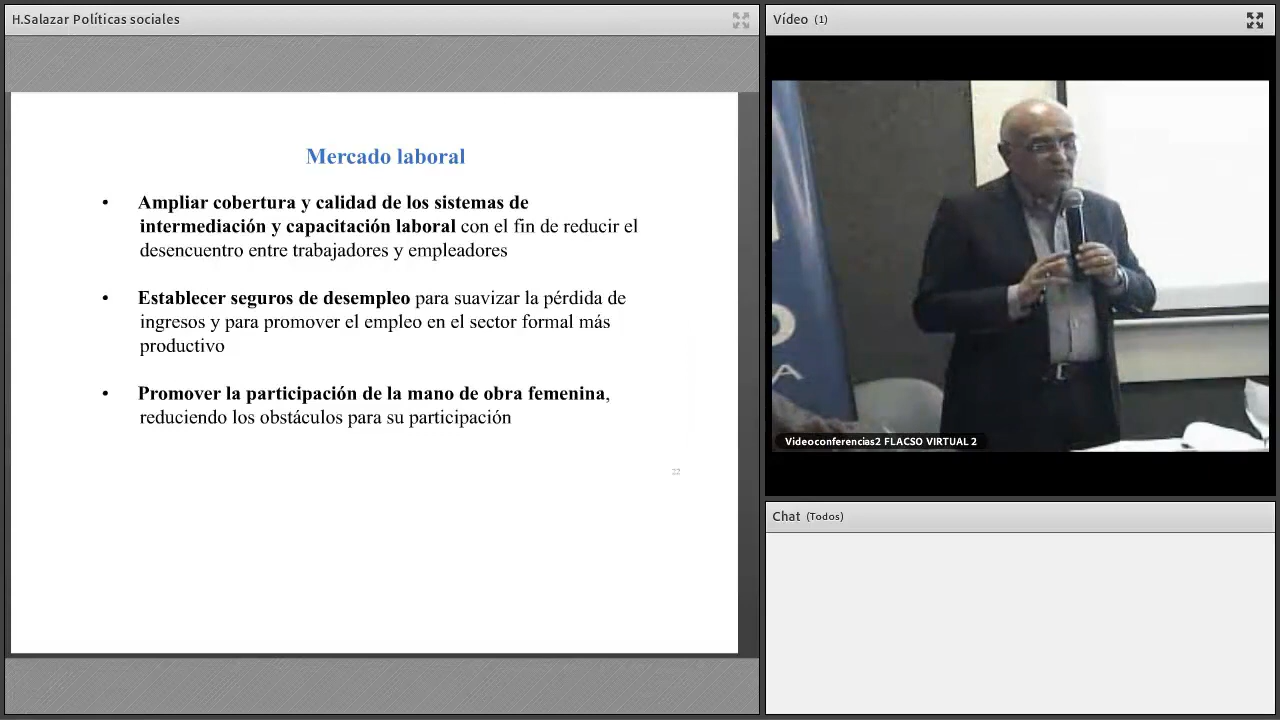 H.Salazar Políticas sociales
Mercado laboral
• Ampliar cobertura y calidad de los sistemas de
intermediación y capacitación laboral con el fin de reducir el
desencuentro entre trabajadores y empleadores
• Establecer seguros de desempleo para suavizar la pérdida de
ingresos y para promover el empleo en el sector formal más
productivo
• Promover la participación de la mano de obra femenina,
reduciendo los obstáculos para su participación
22
Vídeo (1)
O
A
Videoconferencias2 FLACSO VIRTUAL 2
Chat (Todos)